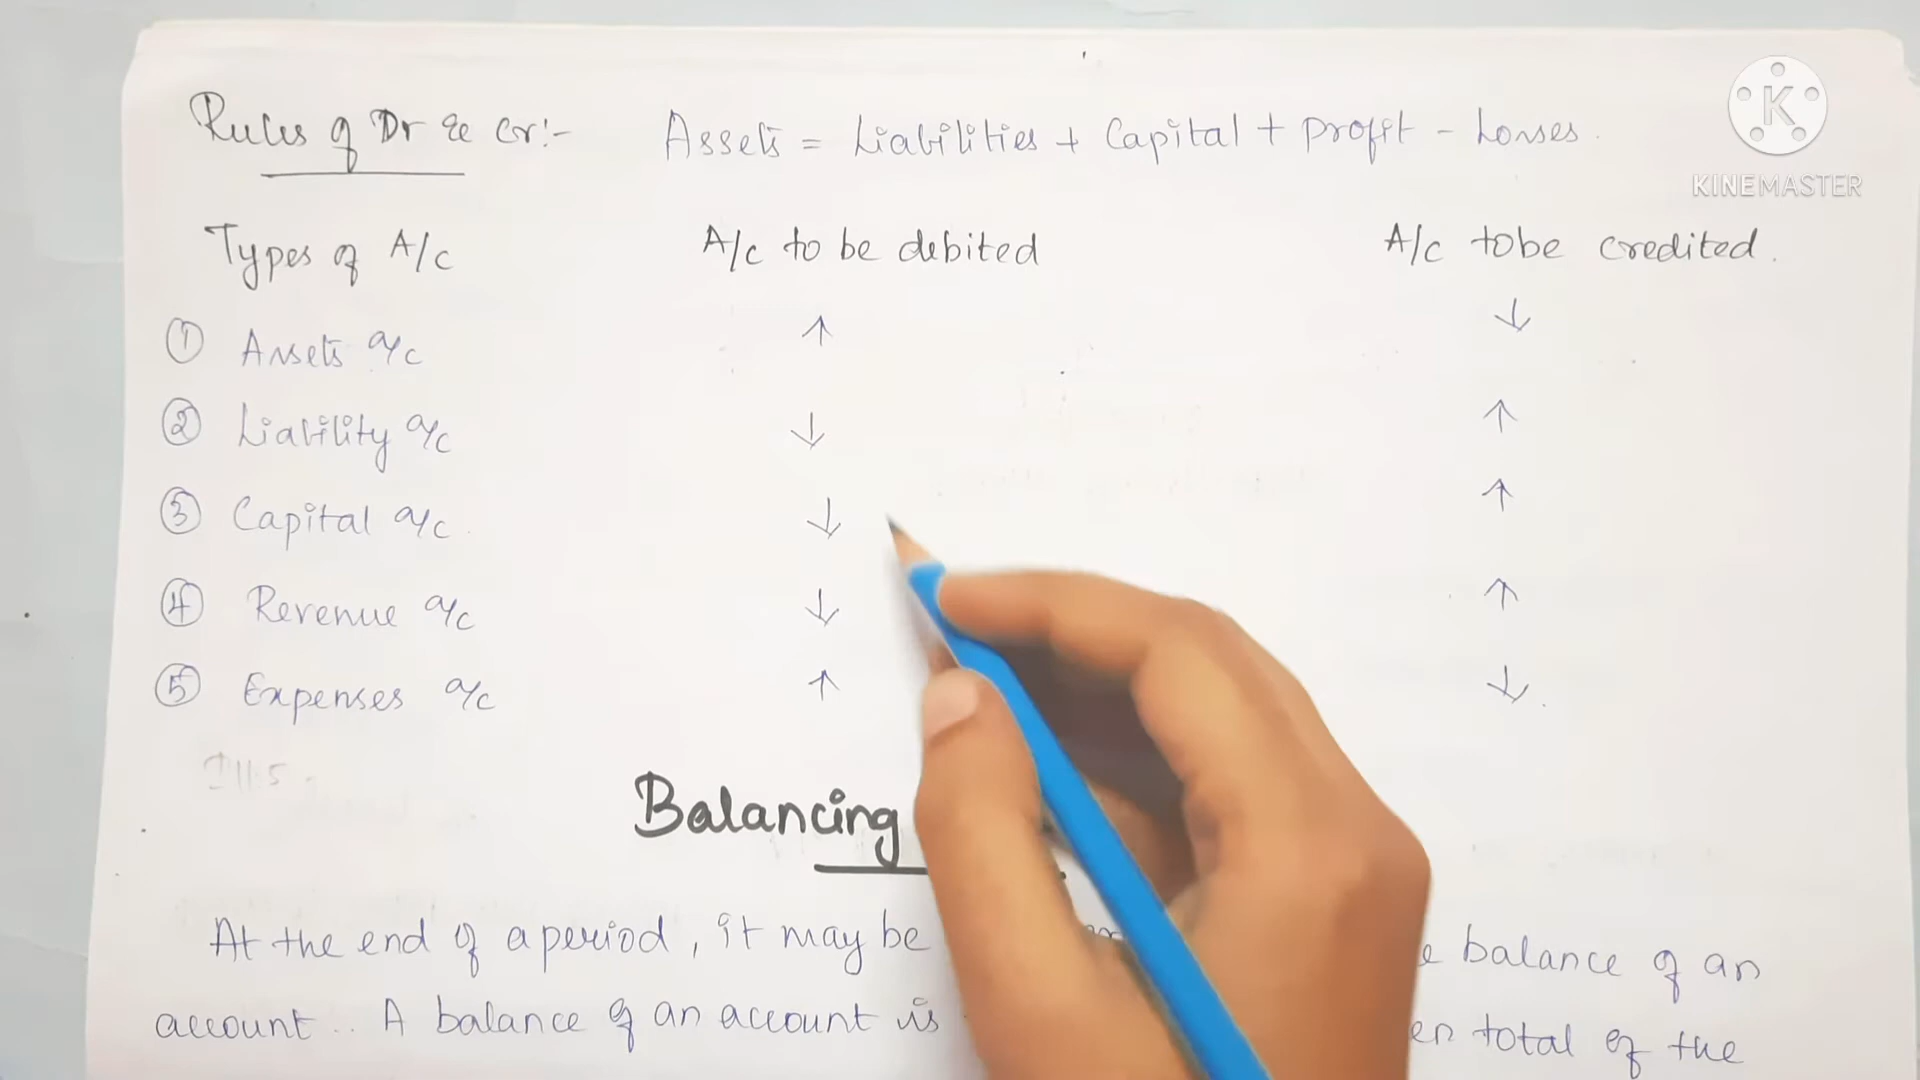 Rules of Dr & Cr:-
Assets = Liabilities + Capital + Profit - Losses.
K
KINEMASTER
Types of A/c
A/c to be debited
A/c tobe credited.
① Assets a/c ↑ ↓
② Liability a/c ↓ ↑
③ Capital a/c ↓ ↑
④ Revenue a/c ↓ ↑
⑤ Expenses a/c ↑ ↓.
Balancing
At the end of a period, it may be balance of an
account.. A balance of an account is total of the